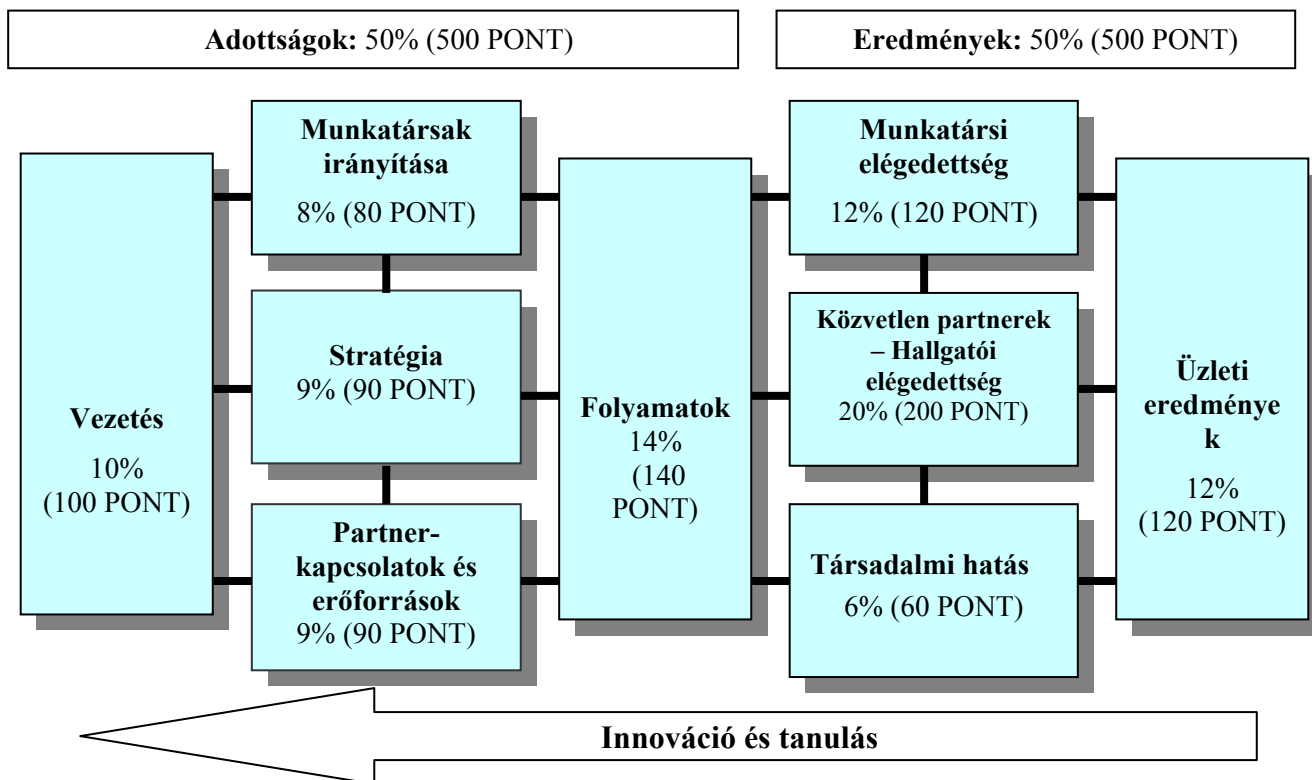 Adottságok: 50% (500 PONT)
Eredmények: 50% (500 PONT)
Vezetés
10%
(100 PONT)
Munkatársak
irányítása
8% (80 PONT)
Stratégia
9% (90 PONT)
Partner-
kapcsolatok és
erőforrások
9% (90 PONT)
Folyamatok
14%
(140
PONT)
Munkatársi
elégedettség
12% (120 PONT)
Közvetlen partnerek
– Hallgatói
elégedettség
20% (200 PONT)
Társadalmi hatás
6% (60 PONT)
Üzleti
eredménye
k
12%
(120 PONT)
Innováció és tanulás